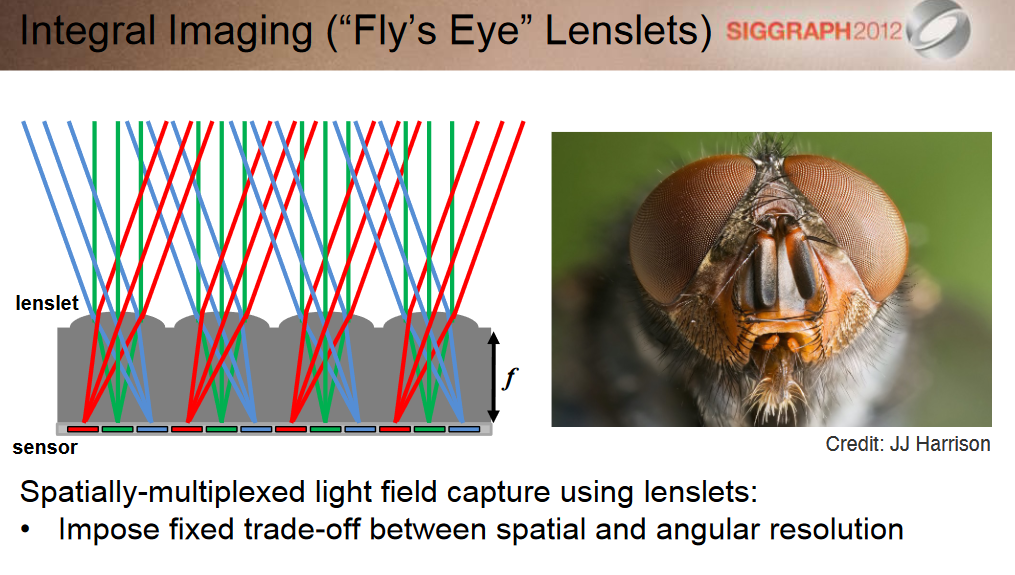 Integral Imaging (“Fly’s Eye” Lenslets)
SIGGRAPH2012
lenslet
f
sensor
Credit: JJ Harrison
Spatially-multiplexed light field capture using lenslets:
• Impose fixed trade-off between spatial and angular resolution